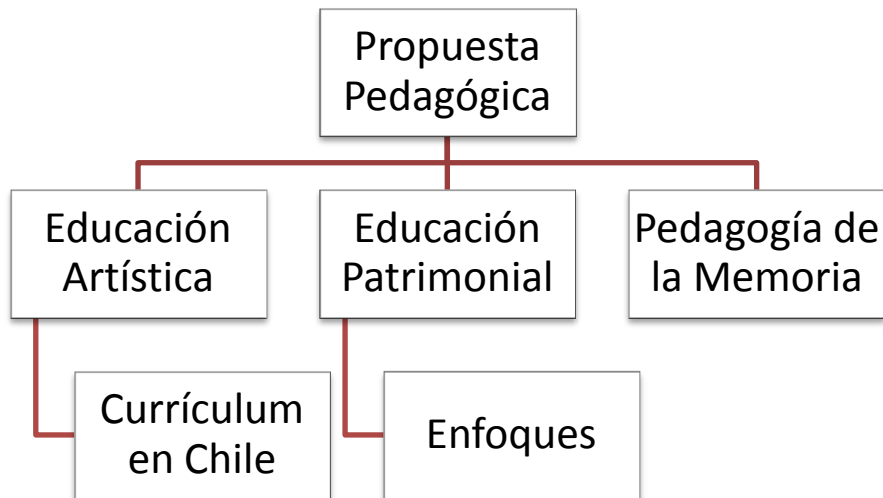 Propuesta
Pedagógica
Educación
Artística
Educación
Patrimonial
Pedagogía de
la Memoria
Currículum
en Chile
Enfoques